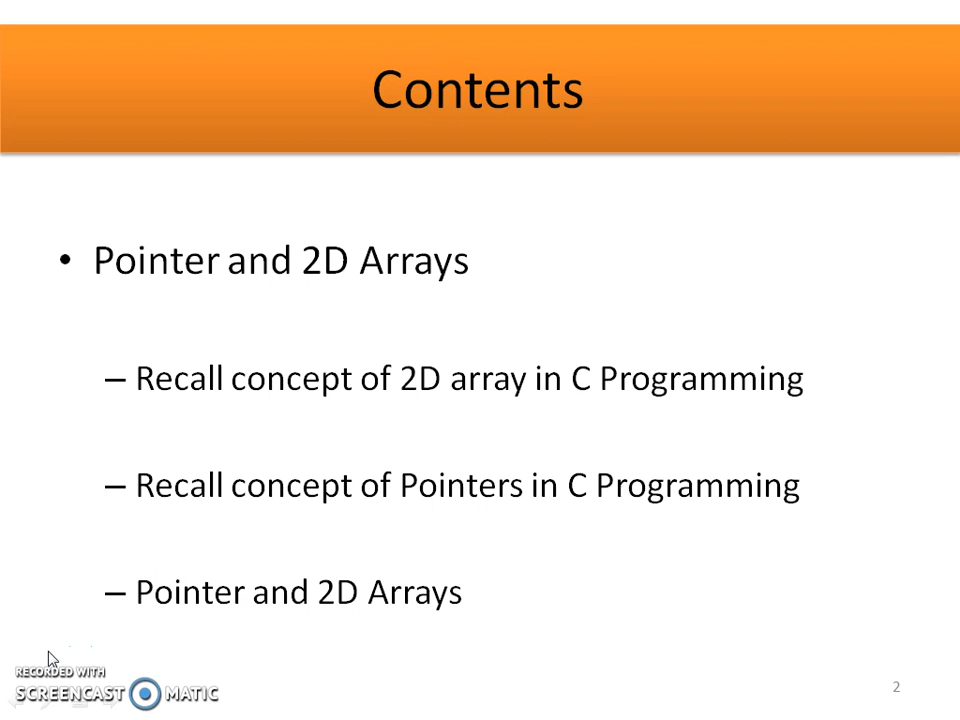 Contents
• Pointer and 2D Arrays
– Recall concept of 2D array in C Programming
– Recall concept of Pointers in C Programming
– Pointer and 2D Arrays
RECORDED WITH
SCREENCAST MATIC
2